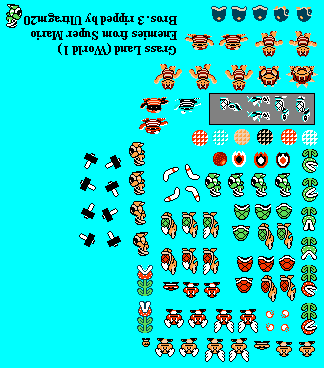 Grass Land (World 1)
Enemies from Super Mario
Bros. 3 ripped by Ultragm20